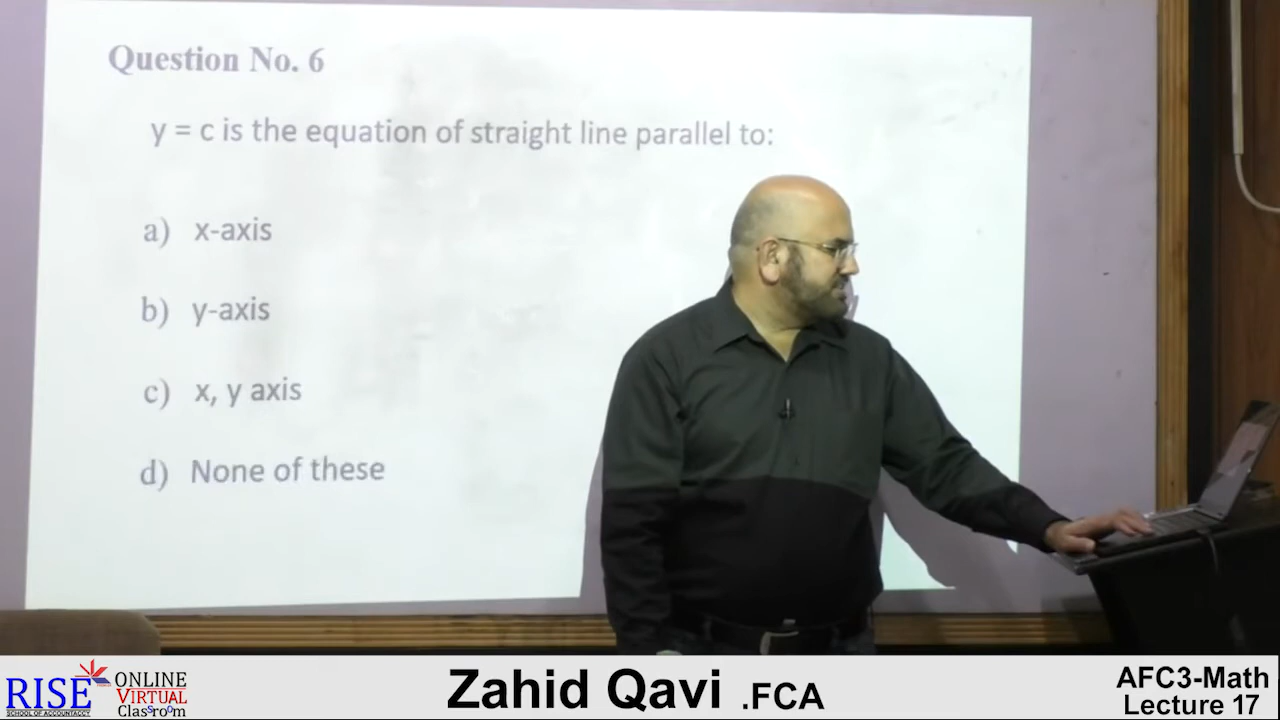 Question No. 6
y = c is the equation of straight line parallel to:
a) x-axis
b) y-axis
c) x, y axis
d) None of these
RISE
SCHOOL OF ACCOUNTANCY
ONLINE
VIRTUAL
Classroom
Zahid Qavi .FCA
AFC3-Math
Lecture 17